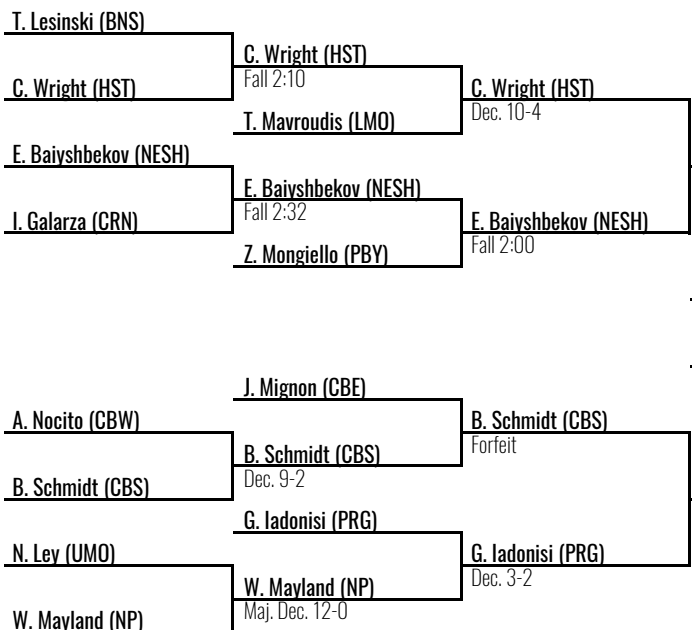 T. Lesinski (BNS)
C. Wright (HST)
E. Baiyshbekov (NESH)
I. Galarza (CRN)
C. Wright (HST)
Fall 2:10
T. Mavroudis (LMO)
E. Baiyshbekov (NESH)
Fall 2:32
Z. Mongiello (PBY)
C. Wright (HST)
Dec. 10-4
E. Baiyshbekov (NESH)
Fall 2:00
A. Nocito (CBW)
B. Schmidt (CBS)
N. Ley (UMO)
W. Mayland (NP)
J. Mignon (CBE)
B. Schmidt (CBS)
Dec. 9-2
G. Iadonisi (PRG)
W. Mayland (NP)
Maj. Dec. 12-0
B. Schmidt (CBS)
Forfeit
G. Iadonisi (PRG)
Dec. 3-2